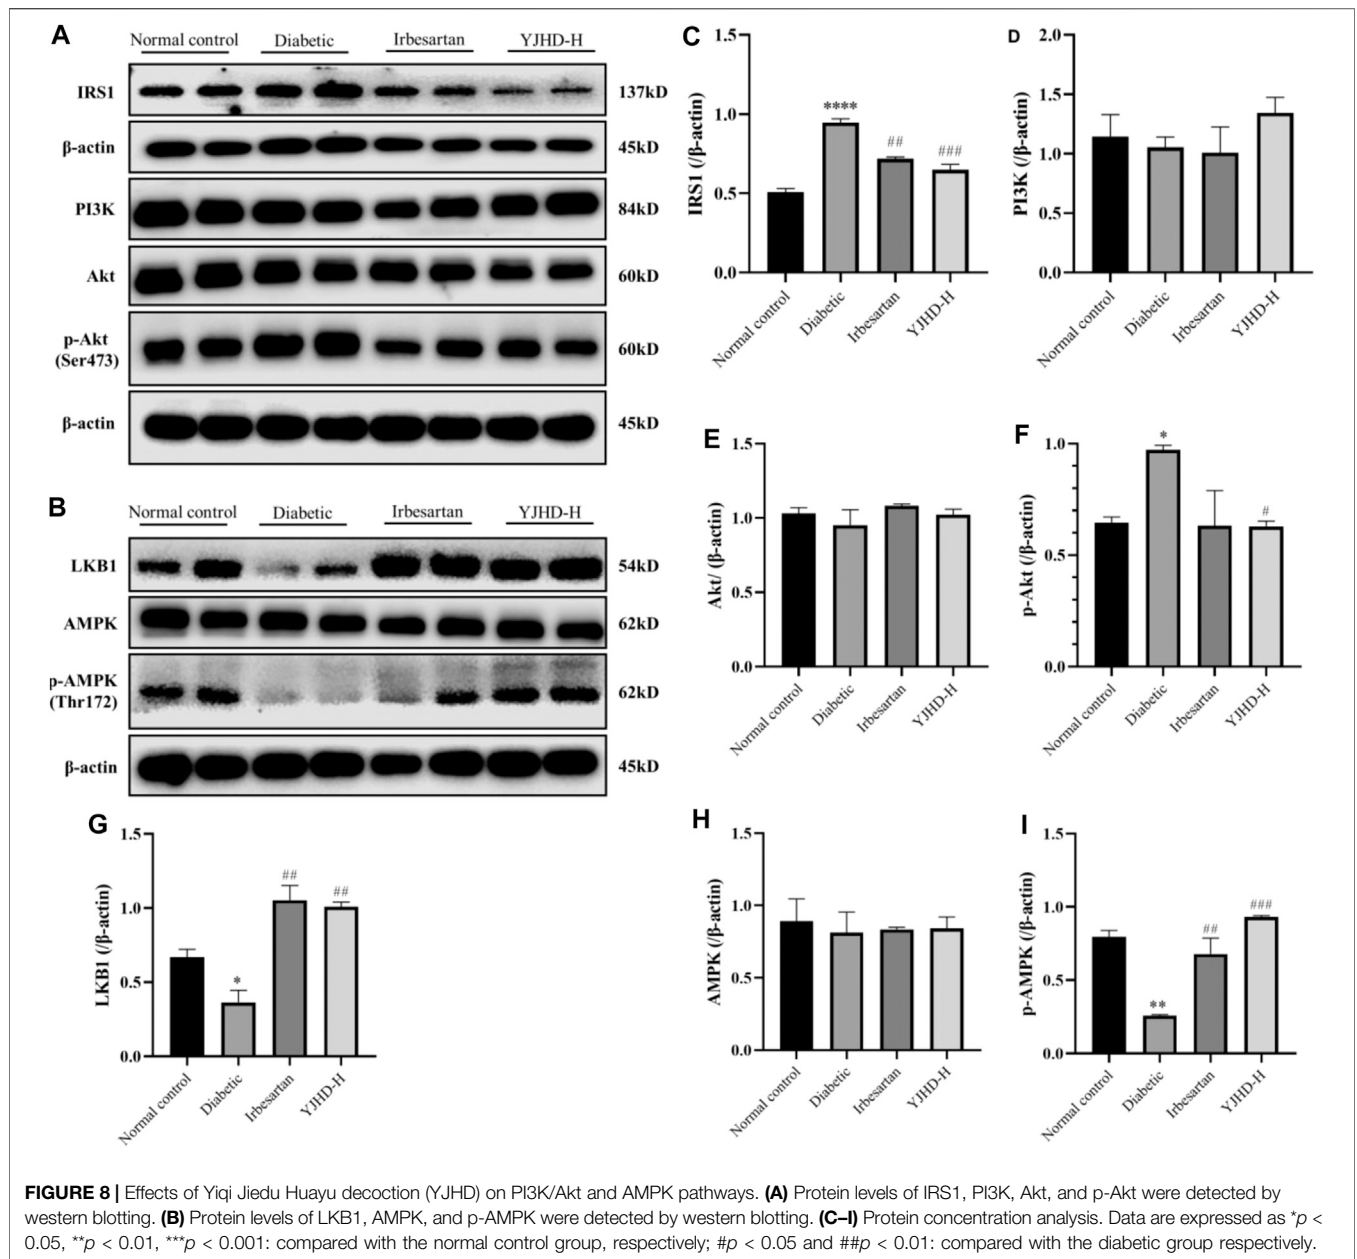 A
Normal control Diabetic Irbesartan YJHD-H
IRS1 137kD
β-actin 45kD
PI3K 84kD
Akt 60kD
p-Akt
(Ser473) 60kD
β-actin 45kD
B
Normal control Diabetic Irbesartan YJHD-H
LKB1 54kD
AMPK 62kD
p-AMPK
(Thr172) 62kD
β-actin 45kD
C
IRS1 (/β-actin)
1.5
1.0
0.5
0.0
****
##
###
Normal control
Diabetic
Irbesartan
YJHD-H
D
PI3K (/β-actin)
2.0
1.5
1.0
0.5
0.0
Normal control
Diabetic
Irbesartan
YJHD-H
E
Akt/ (β-actin)
1.5
1.0
0.5
0.0
Normal control
Diabetic
Irbesartan
YJHD-H
F
p-Akt (/β-actin)
1.0
0.5
0.0
*
#
Normal control
Diabetic
Irbesartan
YJHD-H
G
LKB1 (/β-actin)
1.5
1.0
0.5
0.0
*
##
##
Normal control
Diabetic
Irbesartan
YJHD-H
H
AMPK (/β-actin)
1.5
1.0
0.5
0.0
Normal control
Diabetic
Irbesartan
YJHD-H
I
p-AMPK (/β-actin)
1.5
1.0
0.5
0.0
**
##
###
Normal control
Diabetic
Irbesartan
YJHD-H
FIGURE 8 | Effects of Yiqi Jiedu Huayu decoction (YJHD) on PI3K/Akt and AMPK pathways. (A) Protein levels of IRS1, PI3K, Akt, and p-Akt were detected by
western blotting. (B) Protein levels of LKB1, AMPK, and p-AMPK were detected by western blotting. (C–I) Protein concentration analysis. Data are expressed as *p <
0.05, **p < 0.01, ***p < 0.001: compared with the normal control group, respectively; #p < 0.05 and ##p < 0.01: compared with the diabetic group respectively.